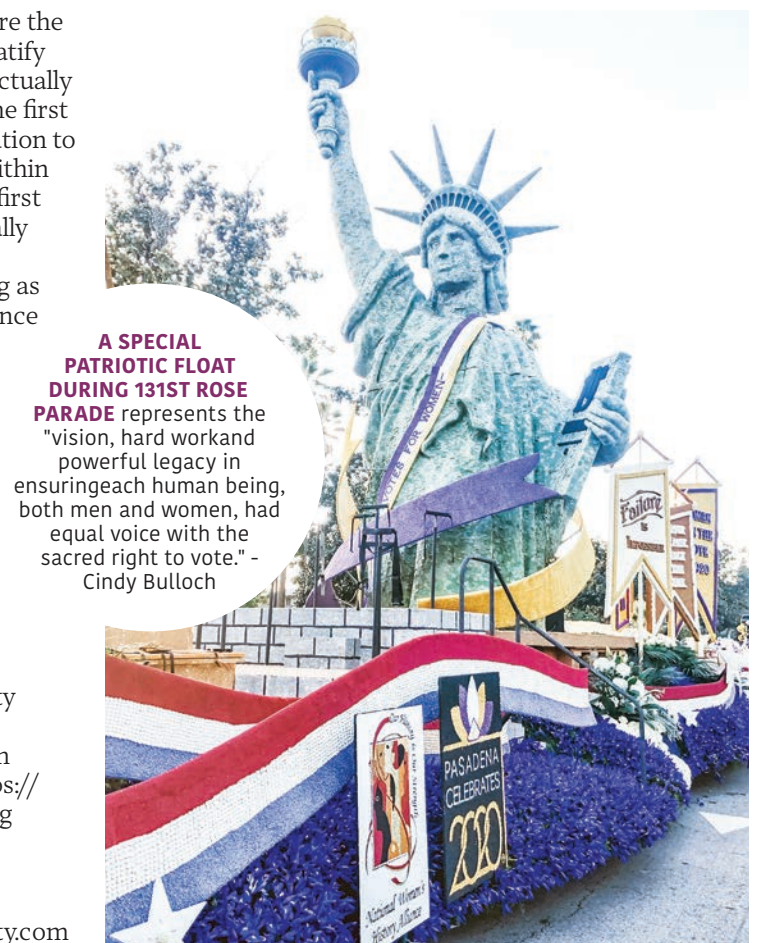 re the
atify
ctually
he first
tion to
ithin
first
lly
g as
nce
A SPECIAL
PATRIOTIC FLOAT
DURING 131ST ROSE
PARADE represents the
"vision, hard workand
powerful legacy in
ensuringeach human being,
both men and women, had
equal voice with the
sacred right to vote." -
Cindy Bulloch
ty
n
os://
g
ty.com
VOTES FOR WOMEN
Failure
is
National Women's
History Alliance
PASADENA
CELEBRATES
2020